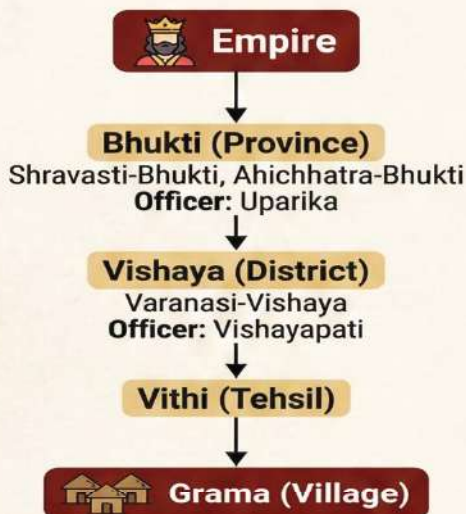 Empire
Bhukti (Province)
Shravasti-Bhukti, Ahichhatra-Bhukti
Officer: Uparika
Vishaya (District)
Varanasi-Vishaya
Officer: Vishayapati
Vithi (Tehsil)
Grama (Village)